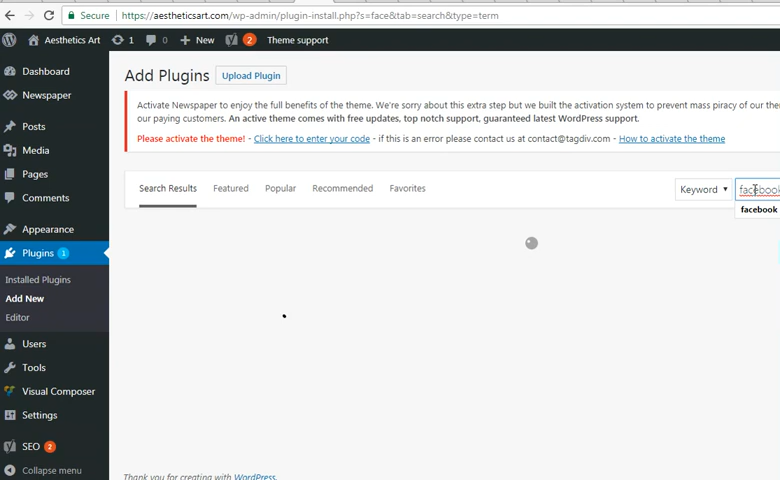 Secure https://aestheticsart.com/wp-admin/plugin-install.php?s=face&tab=search&type=term
Aesthetics Art 1 0 New 2 Theme support
Dashboard
Newspaper
Posts
Media
Pages
Comments
Appearance
Plugins 1
Installed Plugins
Add New
Editor
Users
Tools
Visual Composer
Settings
SEO 2
Collapse menu
Add Plugins Upload Plugin
Activate Newspaper to enjoy the full benefits of the theme. We're sorry about this extra step but we built the activation system to prevent mass piracy of our the
our paying customers. An active theme comes with free updates, top notch support, guaranteed latest WordPress support.
Please activate the theme! - Click here to enter your code - if this is an error please contact us at contact@tagdiv.com - How to activate the theme
Search Results Featured Popular Recommended Favorites Keyword facebook
facebook
Thank you for creating with WordPress.